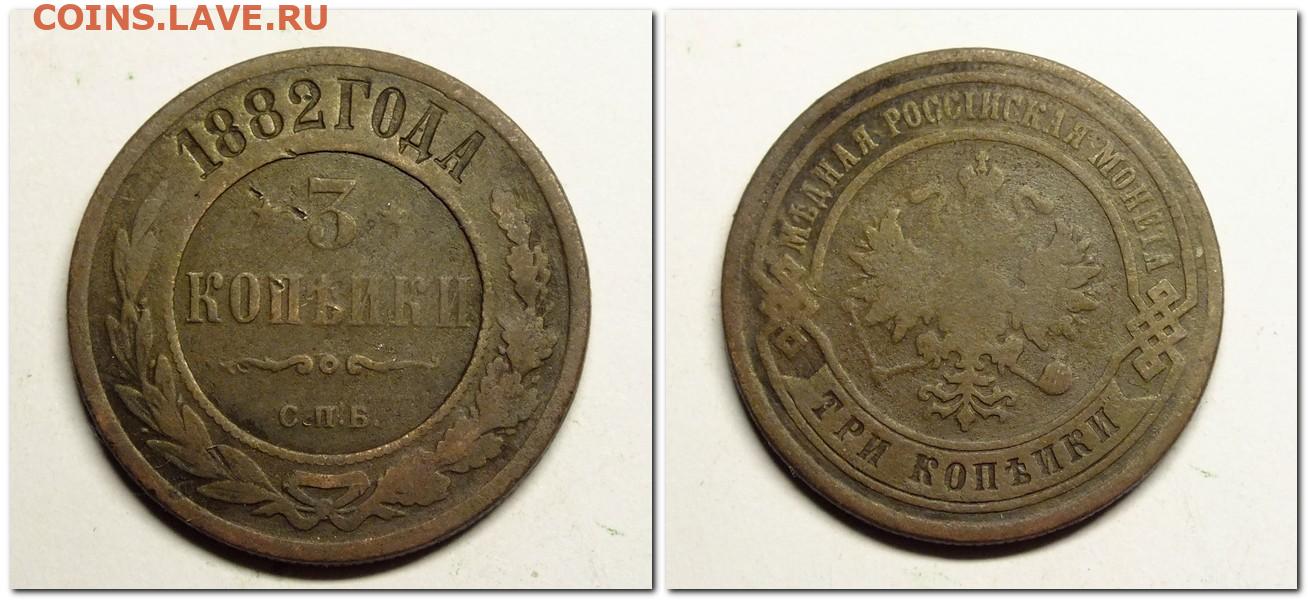 COINS.LAVE.RU
1882 ГОДА
3
КОПѢЙКИ
С.П.Б.
МѢДНАЯ РОССІЙСКАЯ МОНЕТА
ТРИ КОПѢЙКИ